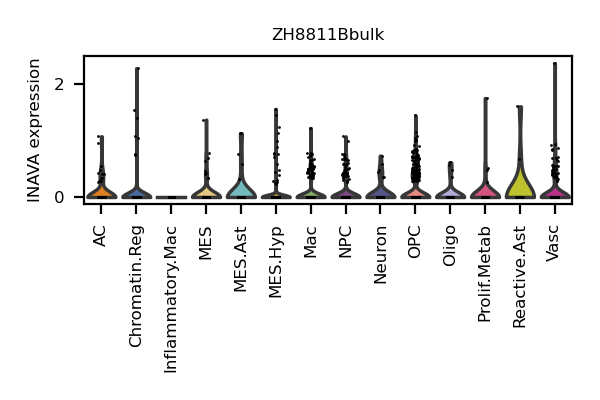 ZH8811Bbulk
INAVA expression
2
0
AC
Chromatin.Reg
Inflammatory.Mac
MES
MES.Ast
MES.Hyp
Mac
NPC
Neuron
OPC
Oligo
Prolif.Metab
Reactive.Ast
Vasc